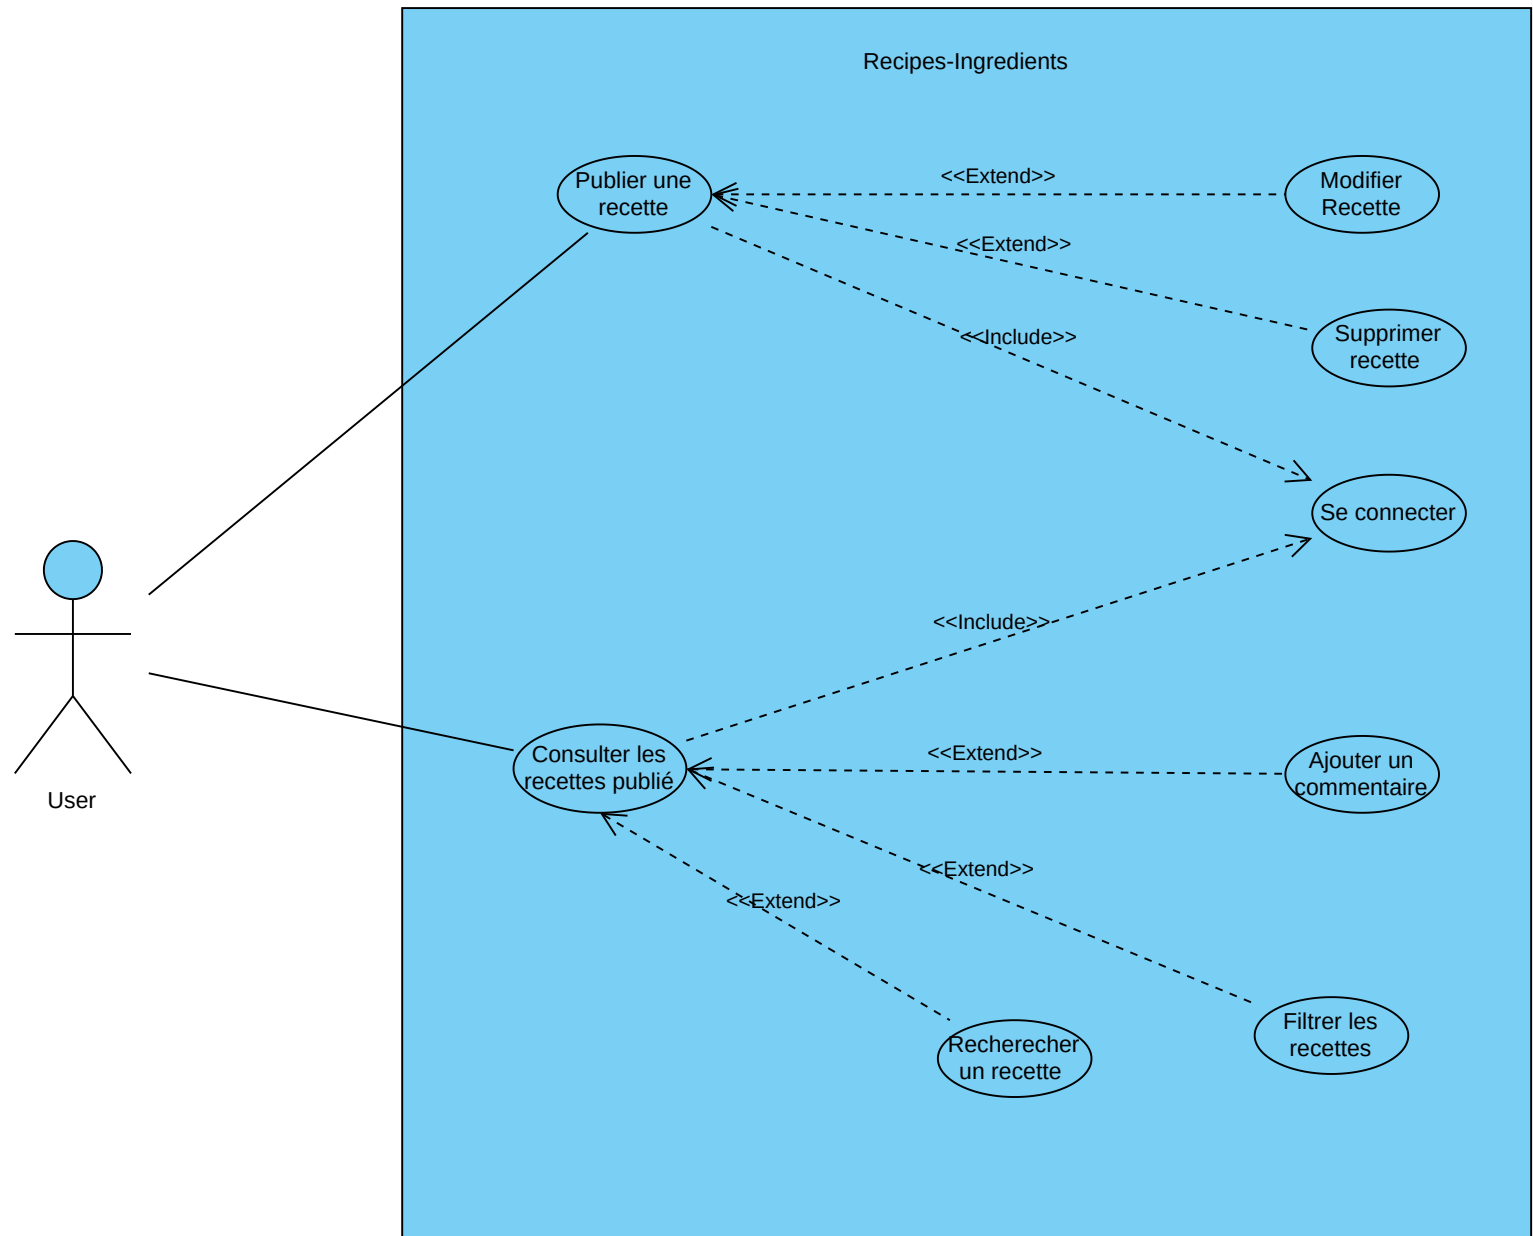 Recipes-Ingredients
Publier une
recette
<<Extend>>
Modifier
Recette
<<Extend>>
Supprimer
recette
<<Include>>
Se connecter
<<Include>>
User
Consulter les
recettes publié
<<Extend>>
Ajouter un
commentaire
<<Extend>>
<<Extend>>
Recherecher
un recette
Filtrer les
recettes